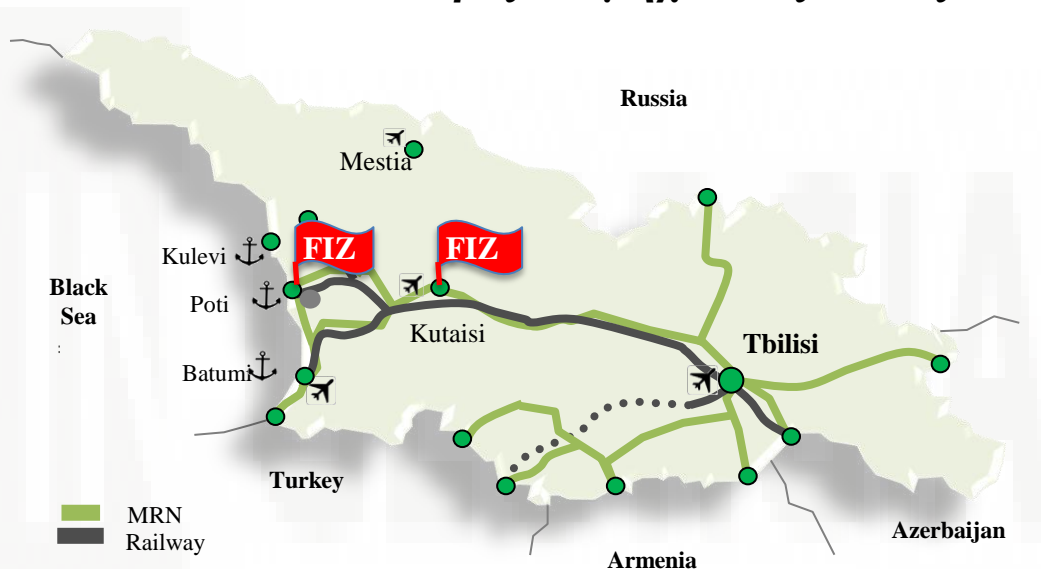 Russia
Mestia
FIZ
FIZ
Kulevi
Black
Sea
Poti
:
Kutaisi
Tbilisi
Batumi
Turkey
MRN
Railway
Azerbaijan
Armenia